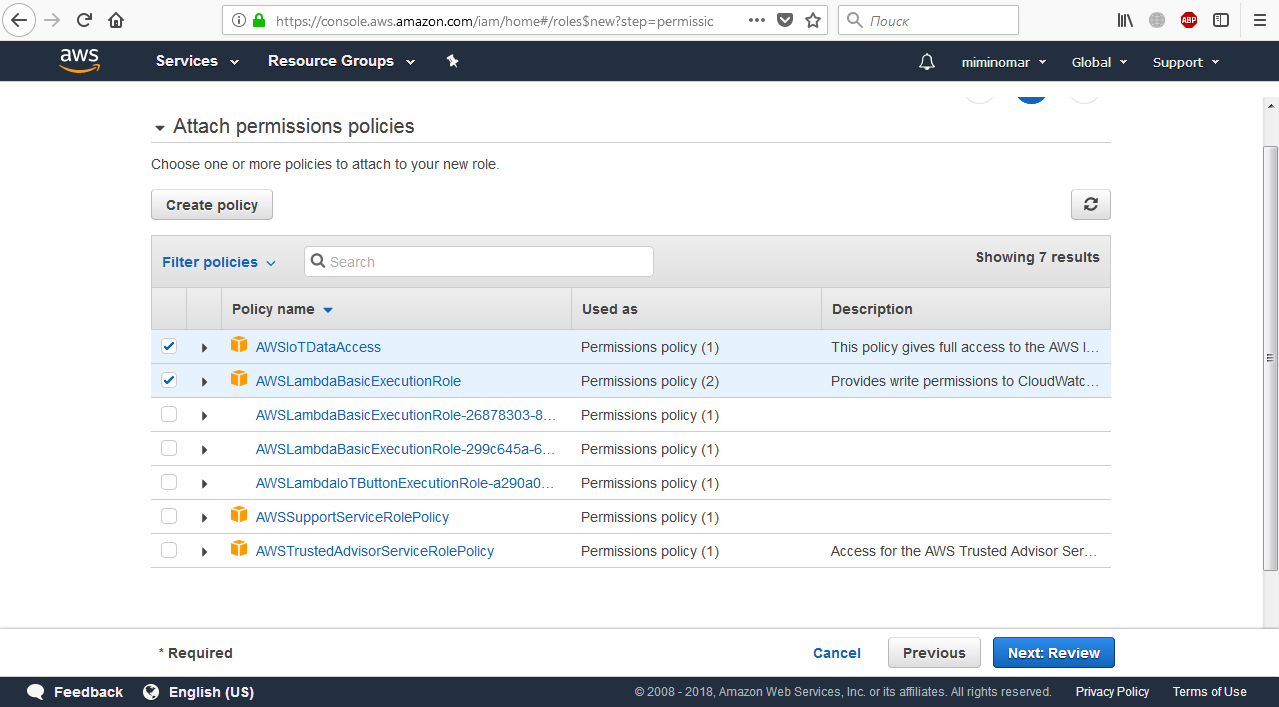 https://console.aws.amazon.com/iam/home#/roles$new?step=permissic
Поиск
ABP
aws
Services
Resource Groups
miminomar
Global
Support
Attach permissions policies
Choose one or more policies to attach to your new role.
Create policy
Filter policies
Search
Showing 7 results
Policy name Used as Description
AWSIoTDataAccess Permissions policy (1) This policy gives full access to the AWS I…
AWSLambdaBasicExecutionRole Permissions policy (2) Provides write permissions to CloudWatc…
AWSLambdaBasicExecutionRole-26878303-8… Permissions policy (1)
AWSLambdaBasicExecutionRole-299c645a-6… Permissions policy (1)
AWSLambdaIoTButtonExecutionRole-a290a0… Permissions policy (1)
AWSSupportServiceRolePolicy Permissions policy (1)
AWSTrustedAdvisorServiceRolePolicy Permissions policy (1) Access for the AWS Trusted Advisor Ser…
* Required
Cancel
Previous
Next: Review
Feedback
English (US)
© 2008 - 2018, Amazon Web Services, Inc. or its affiliates. All rights reserved.
Privacy Policy
Terms of Use